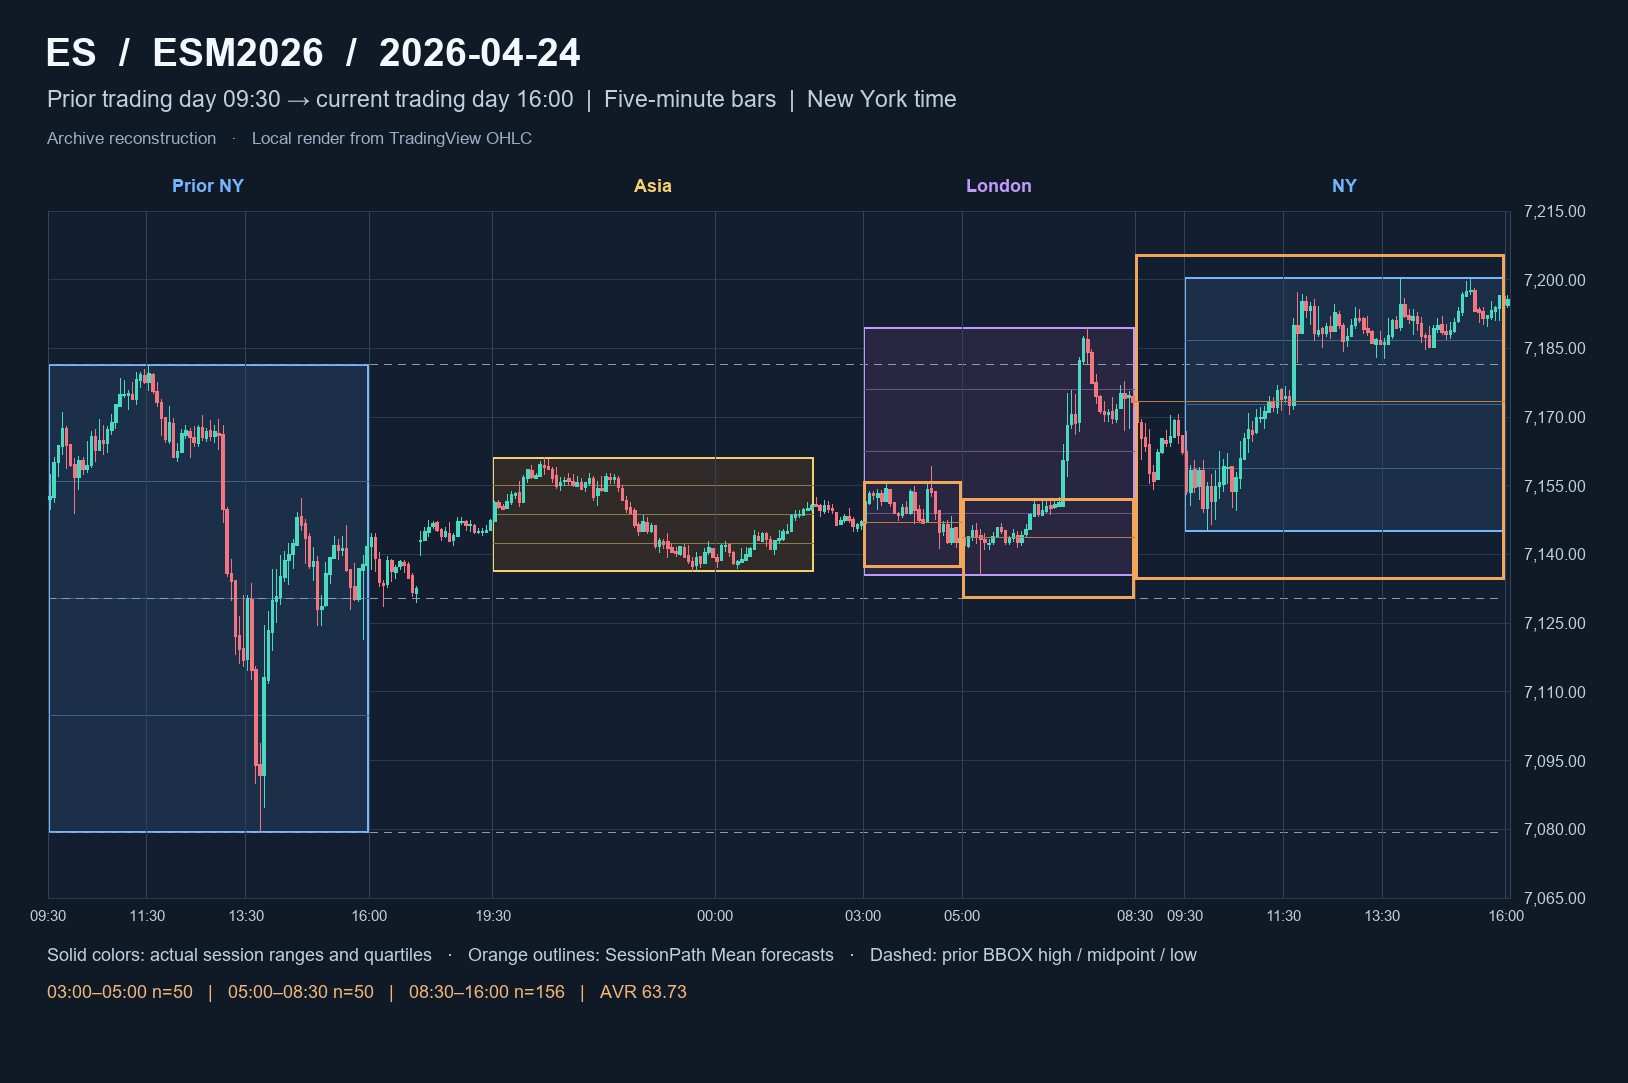 ES / ESM2026 / 2026-04-24
Prior trading day 09:30 → current trading day 16:00 | Five-minute bars | New York time
Archive reconstruction · Local render from TradingView OHLC
Prior NY Asia London NY
7,215.00
7,200.00
7,185.00
7,170.00
7,155.00
7,140.00
7,125.00
7,110.00
7,095.00
7,080.00
7,065.00
09:30 11:30 13:30 16:00 19:30 00:00 03:00 05:00 08:30 09:30 11:30 13:30 16:00
Solid colors: actual session ranges and quartiles · Orange outlines: SessionPath Mean forecasts · Dashed: prior BBOX high / midpoint / low
03:00–05:00 n=50 | 05:00–08:30 n=50 | 08:30–16:00 n=156 | AVR 63.73